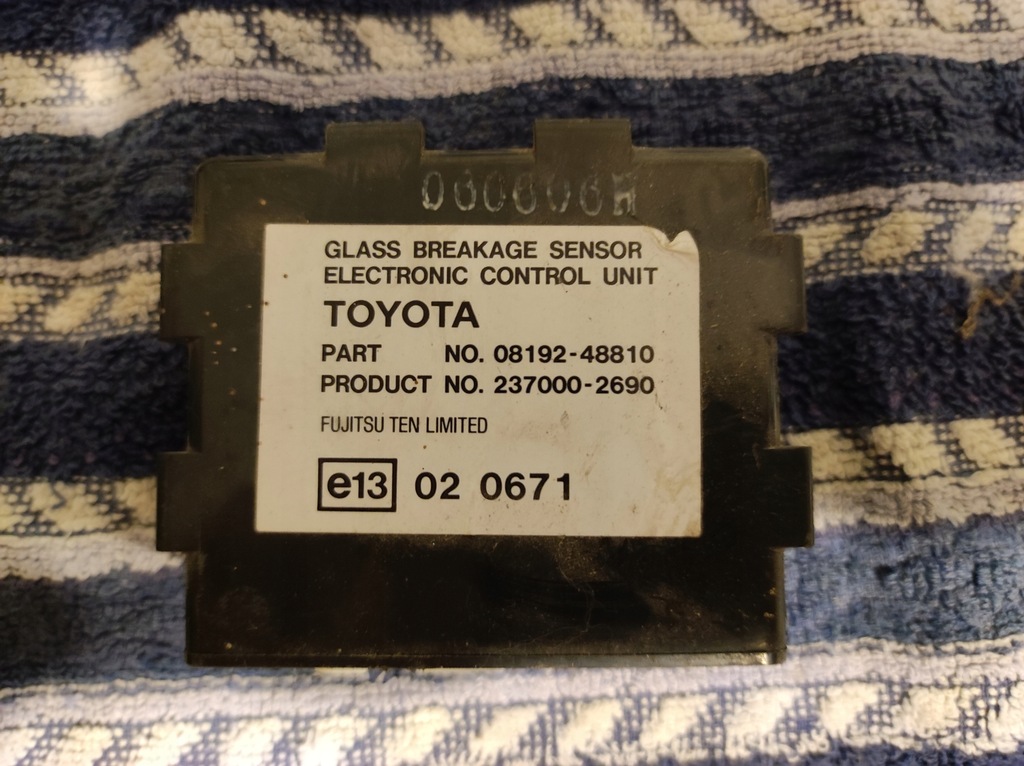 060606H
GLASS BREAKAGE SENSOR
ELECTRONIC CONTROL UNIT
TOYOTA
PART NO. 08192-48810
PRODUCT NO. 237000-2690
FUJITSU TEN LIMITED
e13 02 0671